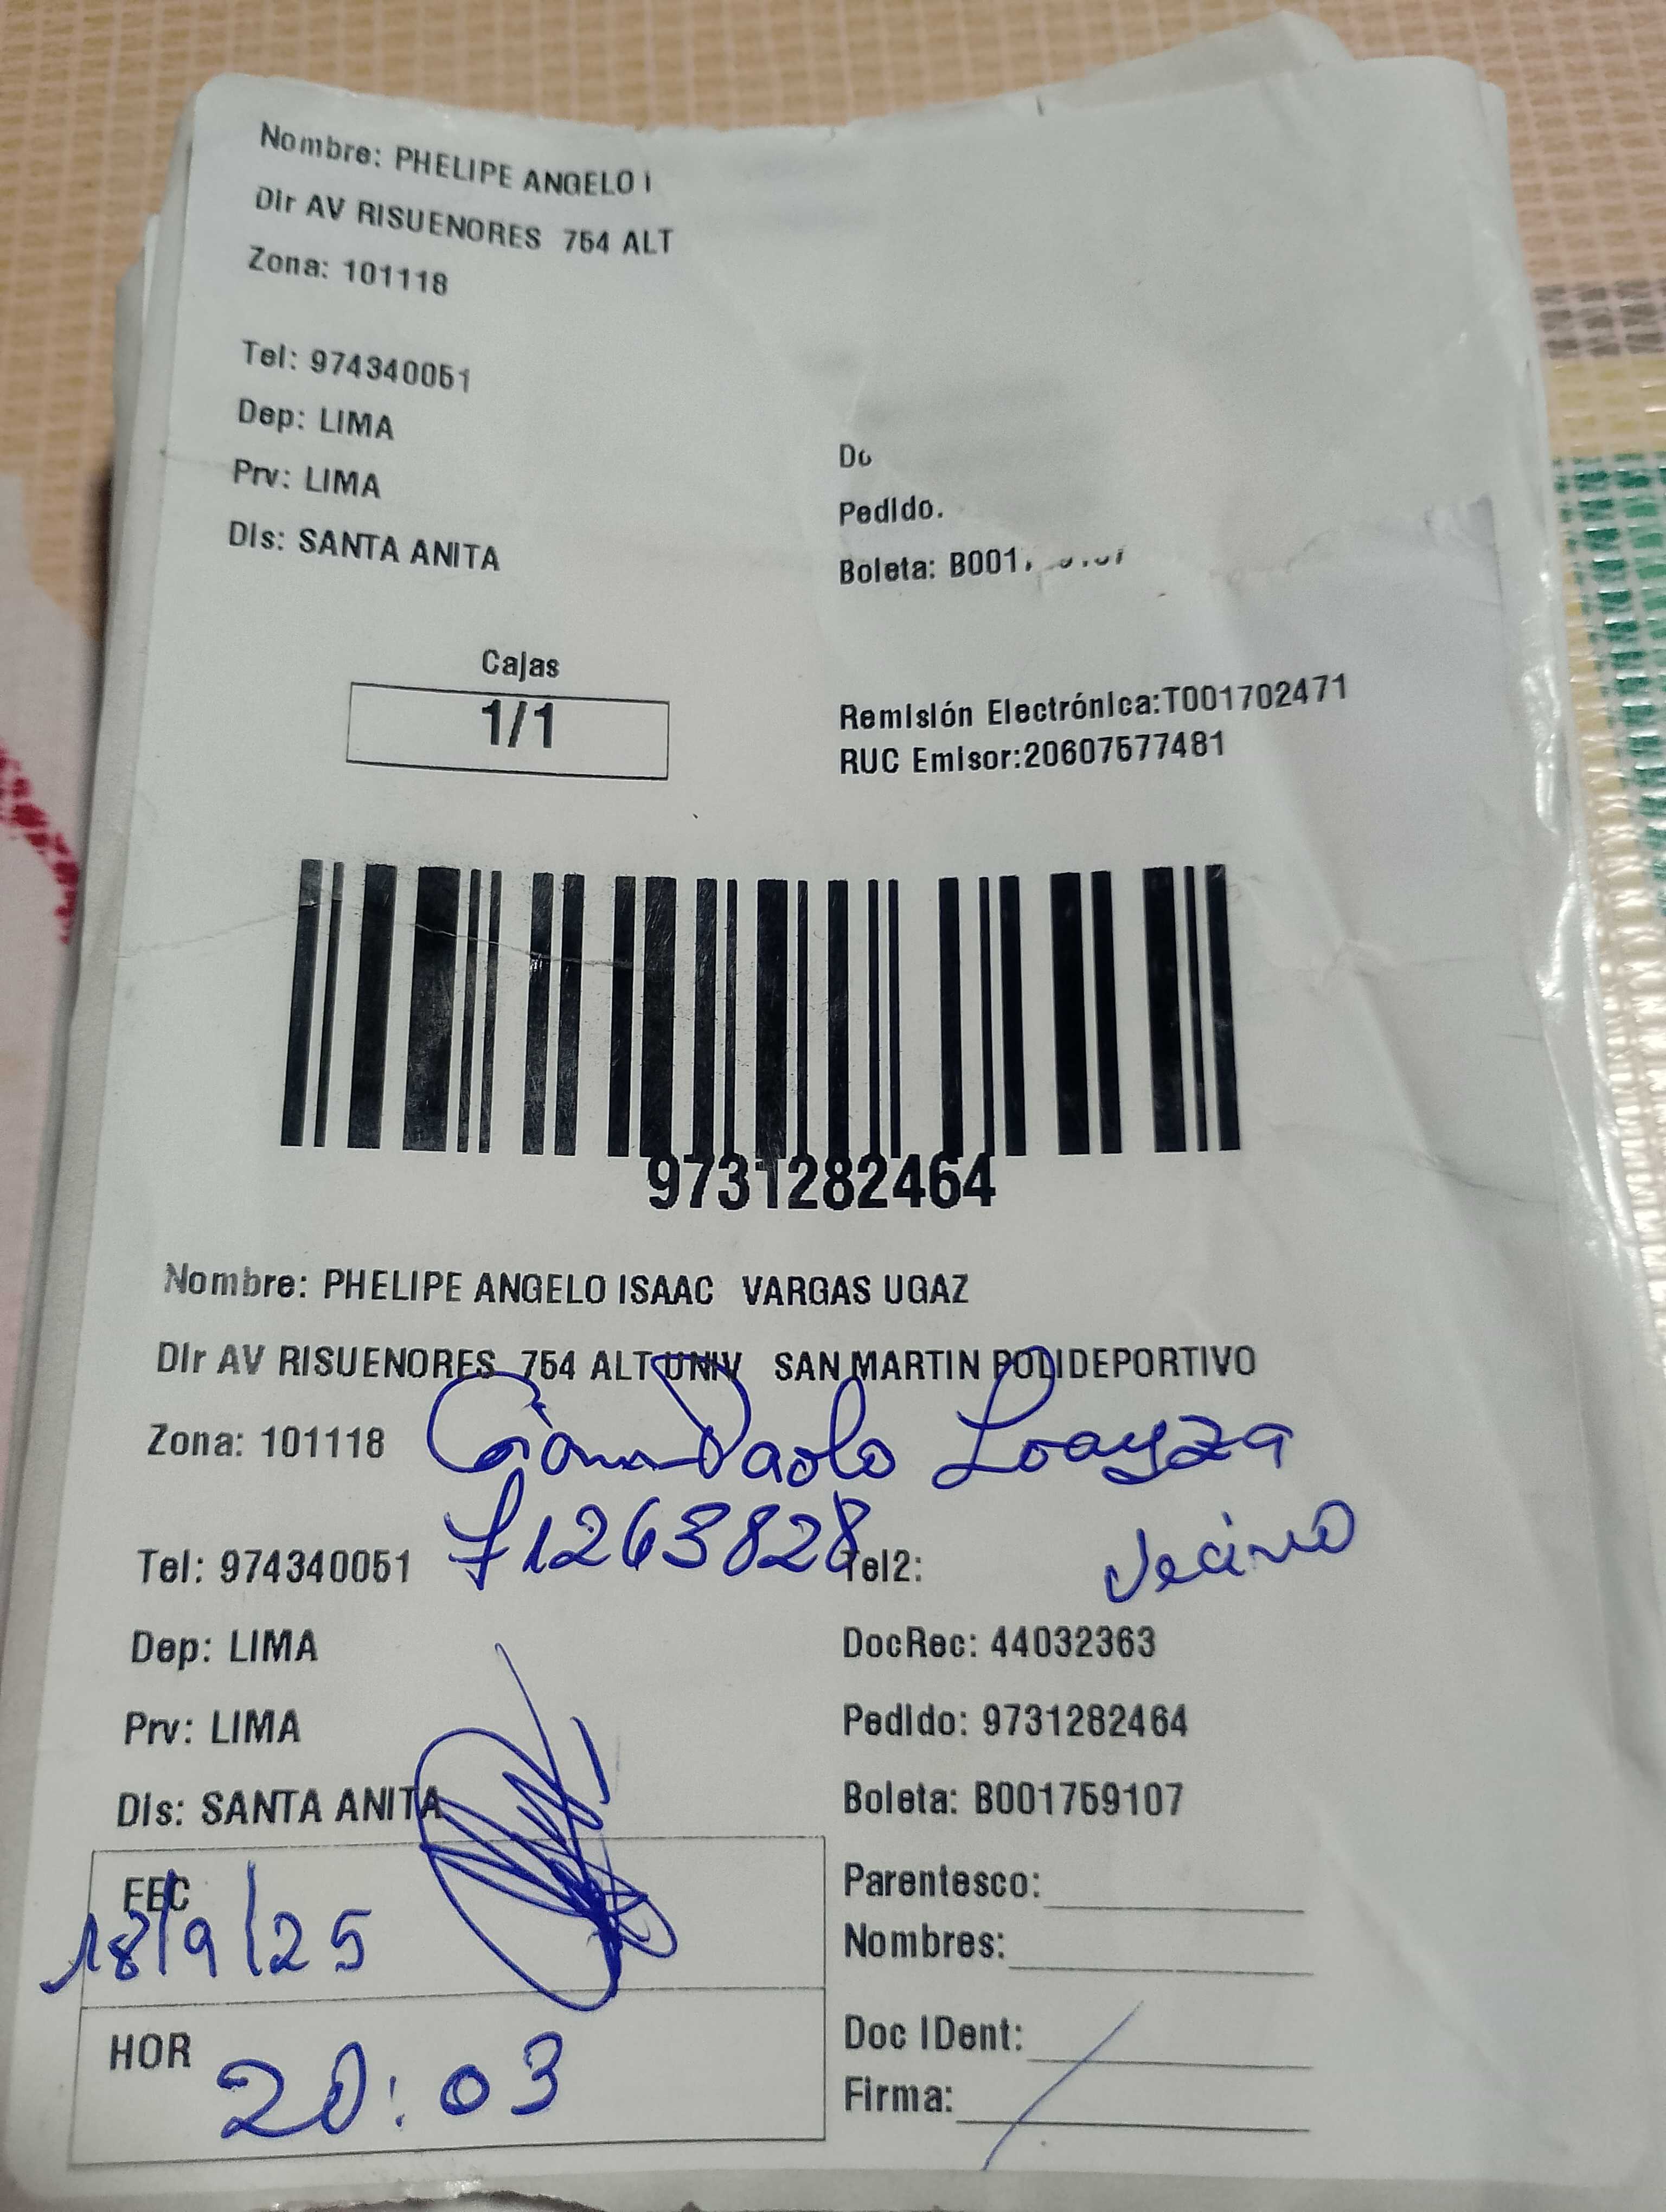 Nombre: PHELIPE ANGELO I
Dir AV RISUENORES 754 ALT
Zona: 101118
Tel: 974340051
Dep: LIMA
Prv: LIMA
Dis: SANTA ANITA
Pedido.
Boleta: B001
Cajas
1/1
Remisión Electrónica:T001702471
RUC Emisor:20607577481
9731282464
Nombre: PHELIPE ANGELO ISAAC VARGAS UGAZ
Dir AV RISUENORES 754 ALT UNIV SAN MARTIN POLIDEPORTIVO
Zona: 101118
Paolo Loayza
71263828
Tel: 974340051 Tel2:
Vecino
Dep: LIMA
DocRec: 44032363
Prv: LIMA
Pedido: 9731282464
Dis: SANTA ANITA
Boleta: B001759107
FEC
18/9/25
Parentesco:
Nombres:
HOR
20:03
Doc IDent:
Firma: